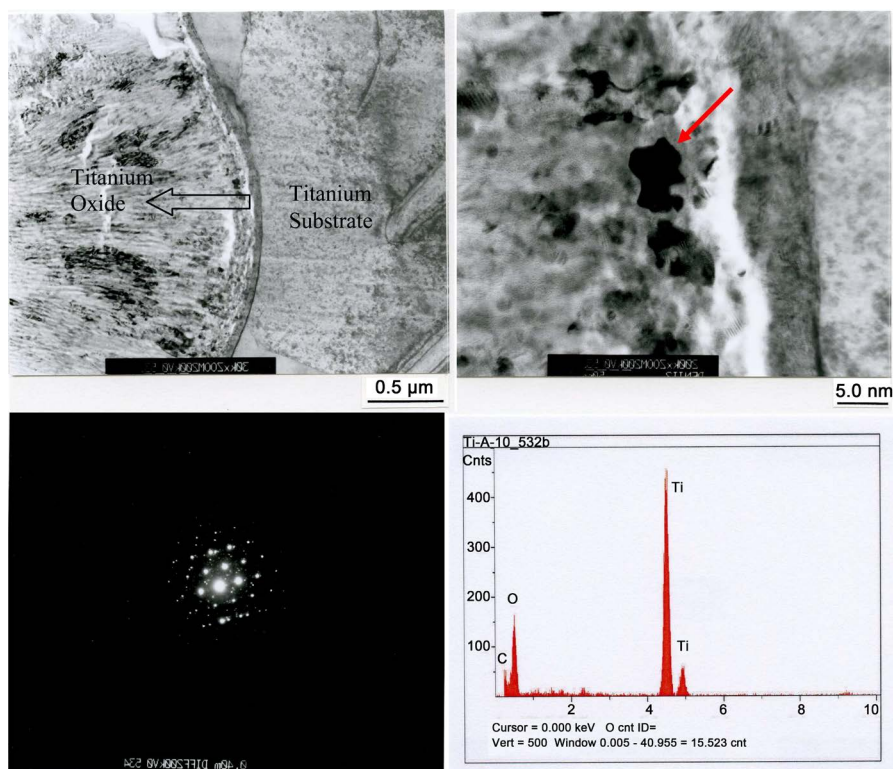 Titanium
Oxide
Titanium
Substrate
0.5 µm
5.0 nm
Ti-A-10_532b
Cnts
400
300
200
100
O
C
Ti
Ti
2
4
6
8
10
Cursor = 0.000 keV O cnt ID=
Vert = 500 Window 0.005 - 40.955 = 15.523 cnt